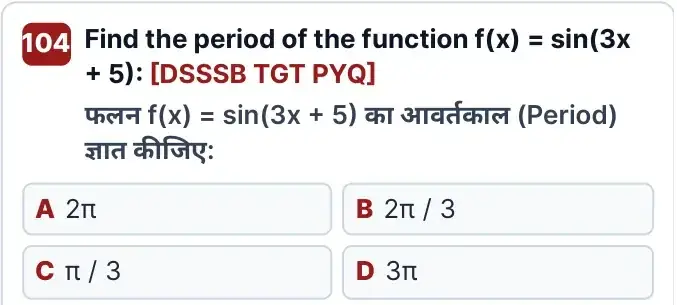 104 Find the period of the function f(x) = sin(3x
+ 5): [DSSSB TGT PYQ]
फलन f(x) = sin(3x + 5) का आवर्तकाल (Period)
ज्ञात कीजिए:
A 2π
B 2π / 3
C π / 3
D 3π